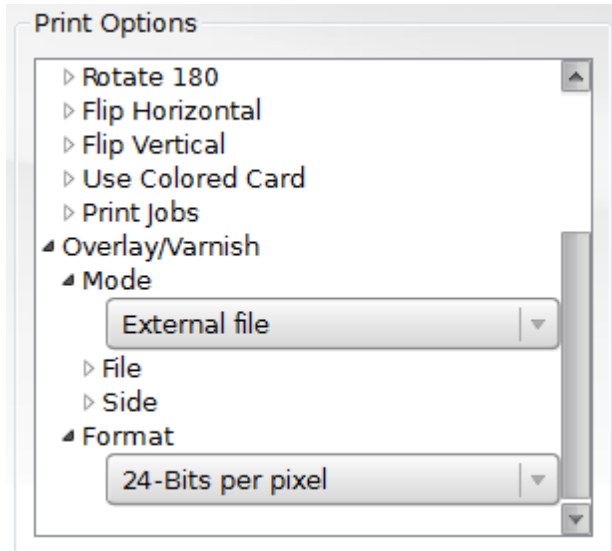 Print Options
Rotate 180
Flip Horizontal
Flip Vertical
Use Colored Card
Print Jobs
Overlay/Varnish
Mode
External file
File
Side
Format
24-Bits per pixel